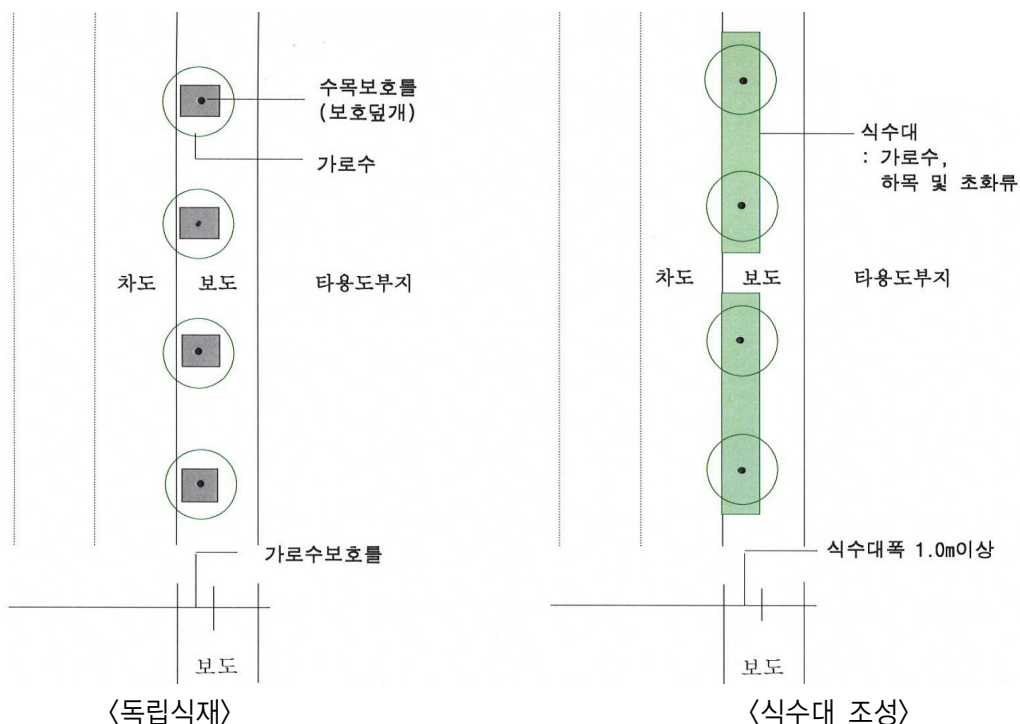 수목보호틀
(보호덮개)
가로수
차도
보도
타용도부지
가로수보호틀
보도
〈독립식재〉
식수대
: 가로수,
하목 및 초화류
차도
보도
타용도부지
식수대폭 1.0m이상
보도
〈식수대 조성〉